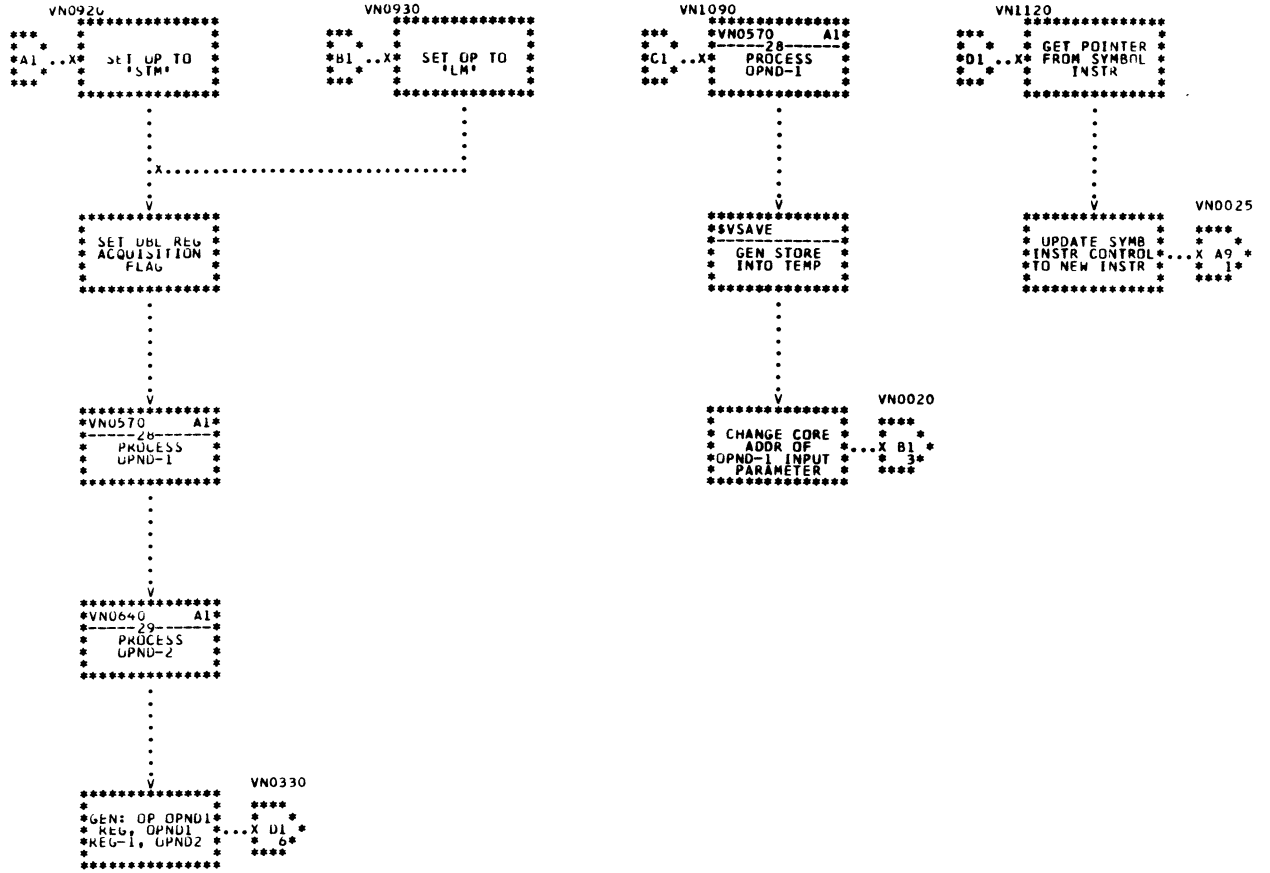 VN0920
A1
SET OP TO
'STM'
VN0930
B1
SET OP TO
'LM'
SET DBL REG
ACQUISITION
FLAG
VN0570 A1
28
PROCESS
OPND-1
VN0640 A1
29
PROCESS
OPND-2
GEN: OP OPND1
REG, OPND1
REG-1, OPND2
VN0330
D1
6
VN1090
C1
VN0570 A1
28
PROCESS
OPND-1
$VSAVE
GEN STORE
INTO TEMP
CHANGE CORE
ADDR OF
OPND-1 INPUT
PARAMETER
VN0020
B1
3
VN1120
D1
GET POINTER
FROM SYMBOL
INSTR
UPDATE SYMB
INSTR CONTROL
TO NEW INSTR
VN0025
A9
1